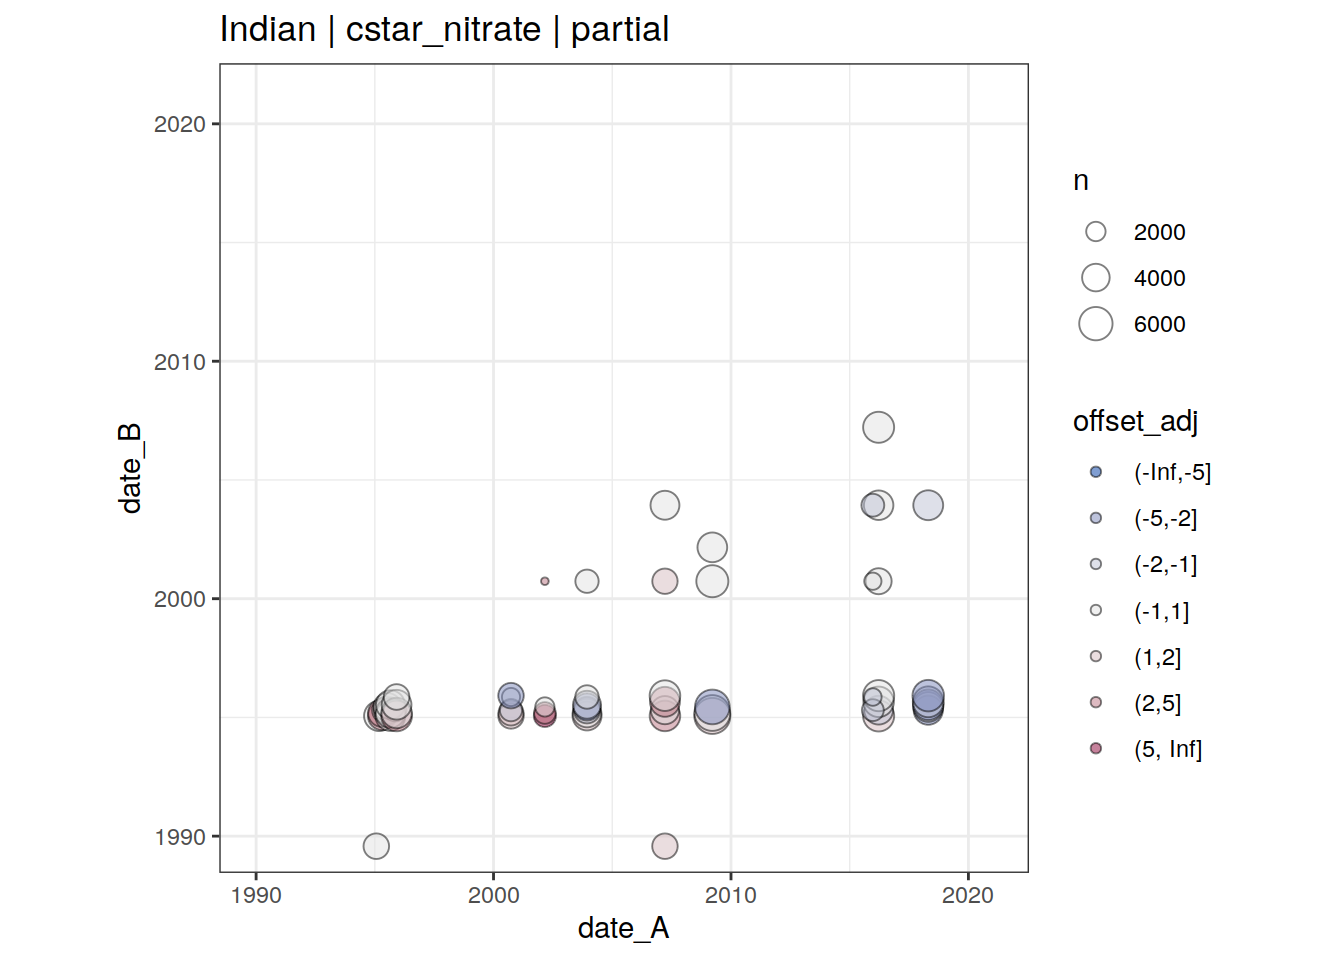 Indian | cstar_nitrate | partial
2020
2010
2000
1990
date_B
1990
2000
2010
2020
date_A
n
2000
4000
6000
offset_adj
(-Inf,-5]
(-5,-2]
(-2,-1]
(-1,1]
(1,2]
(2,5]
(5, Inf]